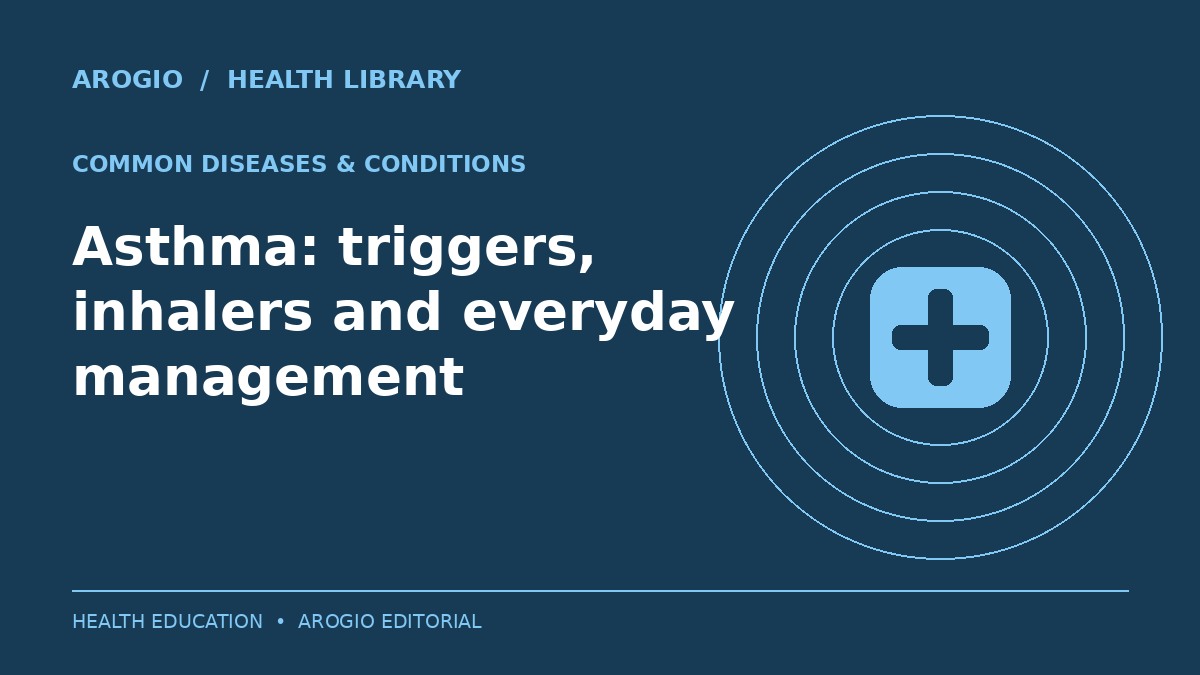 AROGIO / HEALTH LIBRARY
COMMON DISEASES & CONDITIONS
Asthma: triggers,
inhalers and everyday
management
HEALTH EDUCATION • AROGIO EDITORIAL